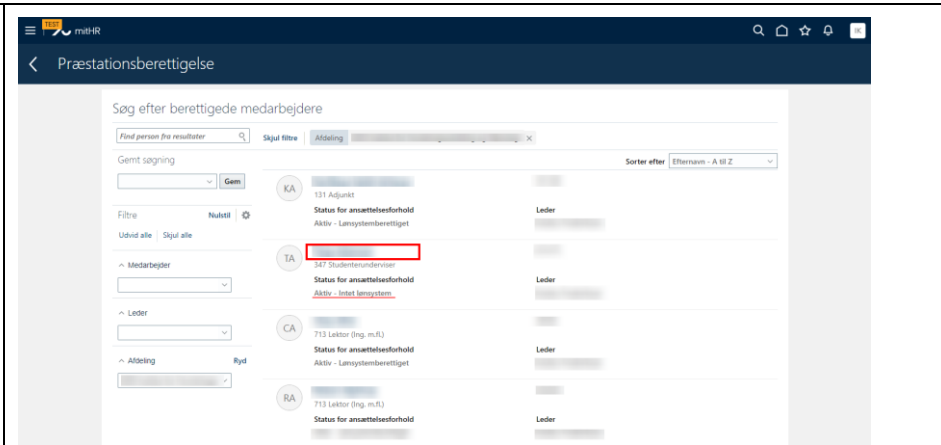 TEST
mitHR
IK
Præstationsberettigelse
Søg efter berettigede medarbejdere
Find person fra resultater
Skjul filtre
Afdeling
Gemt søgning
Sorter efter Efternavn - A til Z
Gem
KA
131 Adjunkt
Status for ansættelsesforhold Leder
Aktiv - Lønsystemberettiget
Filtre Nulstil
Udvid alle Skjul alle
TA
347 Studenterunderviser
Medarbejder
Status for ansættelsesforhold Leder
Aktiv - Intet lønsystem
Leder
CA
713 Lektor (Ing. m.fl.)
Status for ansættelsesforhold Leder
Afdeling Ryd
Aktiv - Lønsystemberettiget
RA
713 Lektor (Ing. m.fl.)
Status for ansættelsesforhold Leder